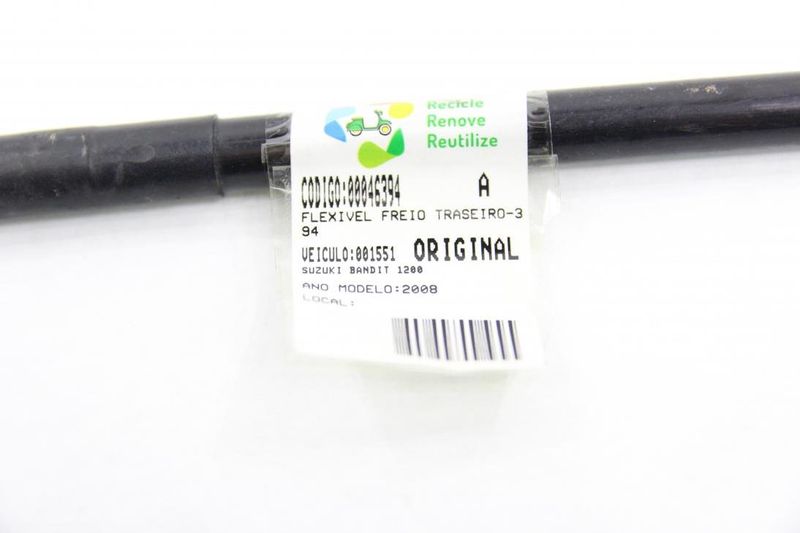 Recicle
Renove
Reutilize
CODIGO:00046394 A
FLEXIVEL FREIO TRASEIRO-3
94
VEICULO:001551 ORIGINAL
SUZUKI BANDIT 1200
ANO MODELO:2008
LOCAL: